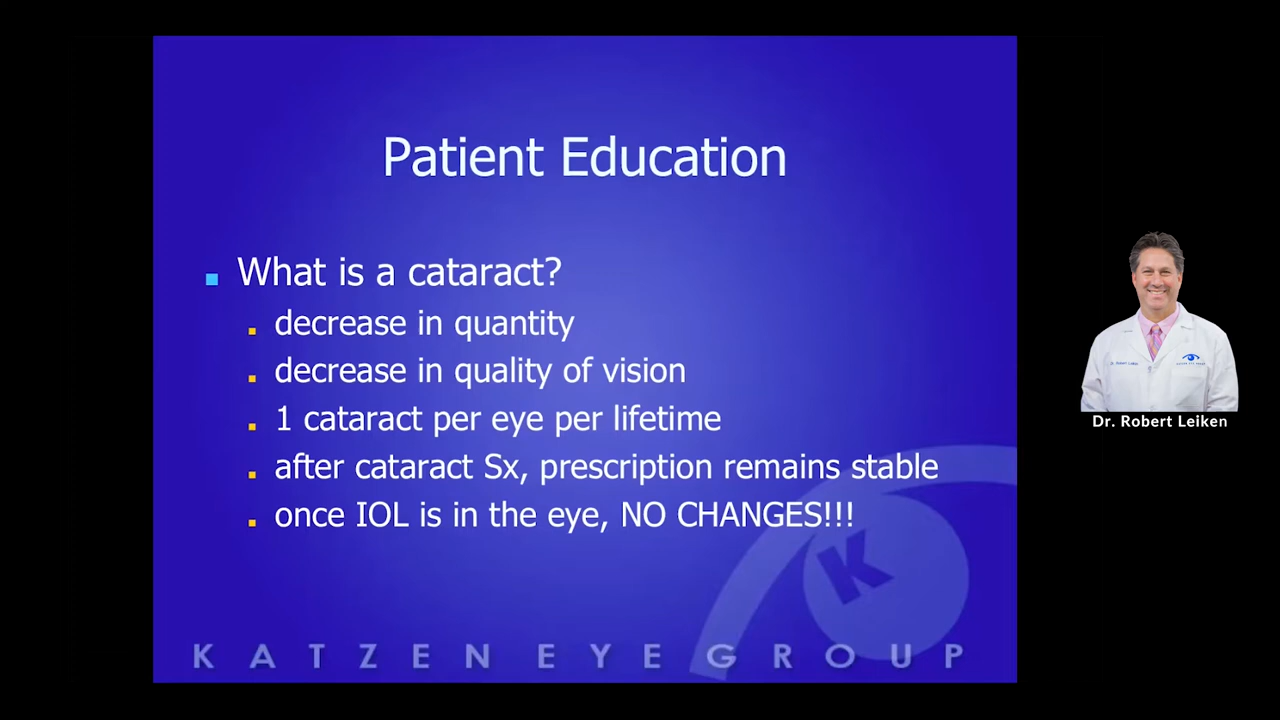 Patient Education
What is a cataract?
decrease in quantity
decrease in quality of vision
1 cataract per eye per lifetime
after cataract Sx, prescription remains stable
once IOL is in the eye, NO CHANGES!!!
K
KATZEN EYE GROUP
Dr. Robert Leiken